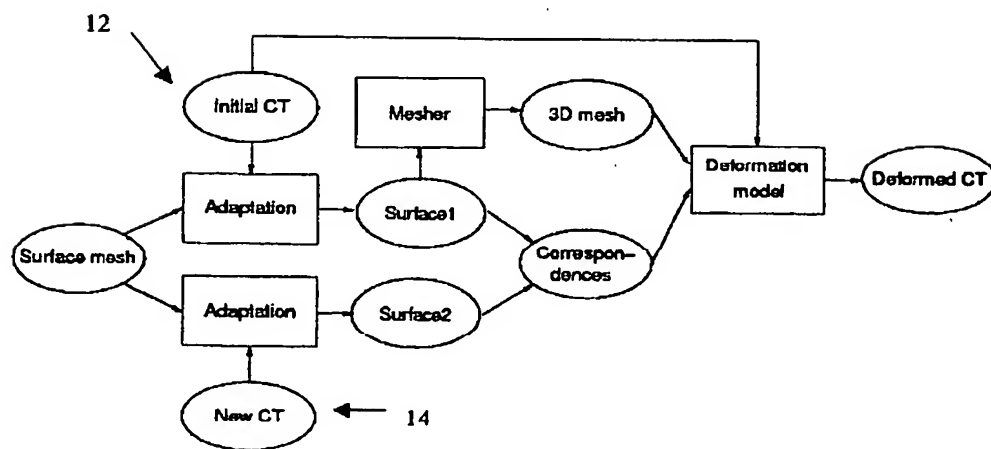 12
Initial CT
Mesher
3D mesh
Deformation
model
Deformed CT
Adaptation
Surface1
Surface mesh
Correspon-
dences
Adaptation
Surface2
New CT
14